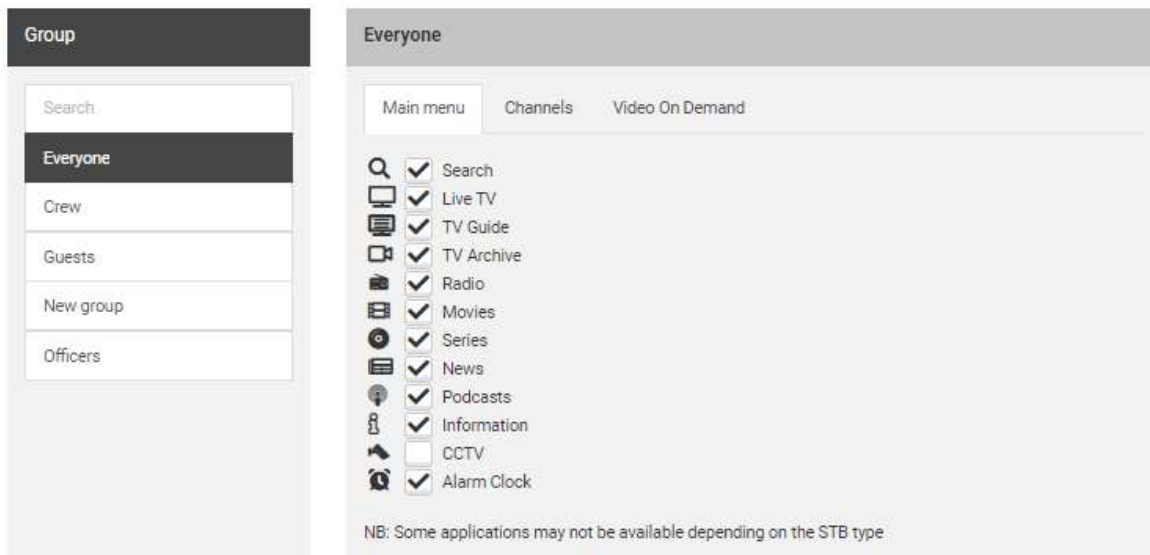 Group
Search
Everyone
Crew
Guests
New group
Officers
Everyone
Main menu Channels Video On Demand
Search
Live TV
TV Guide
TV Archive
Radio
Movies
Series
News
Podcasts
Information
CCTV
Alarm Clock
NB: Some applications may not be available depending on the STB type